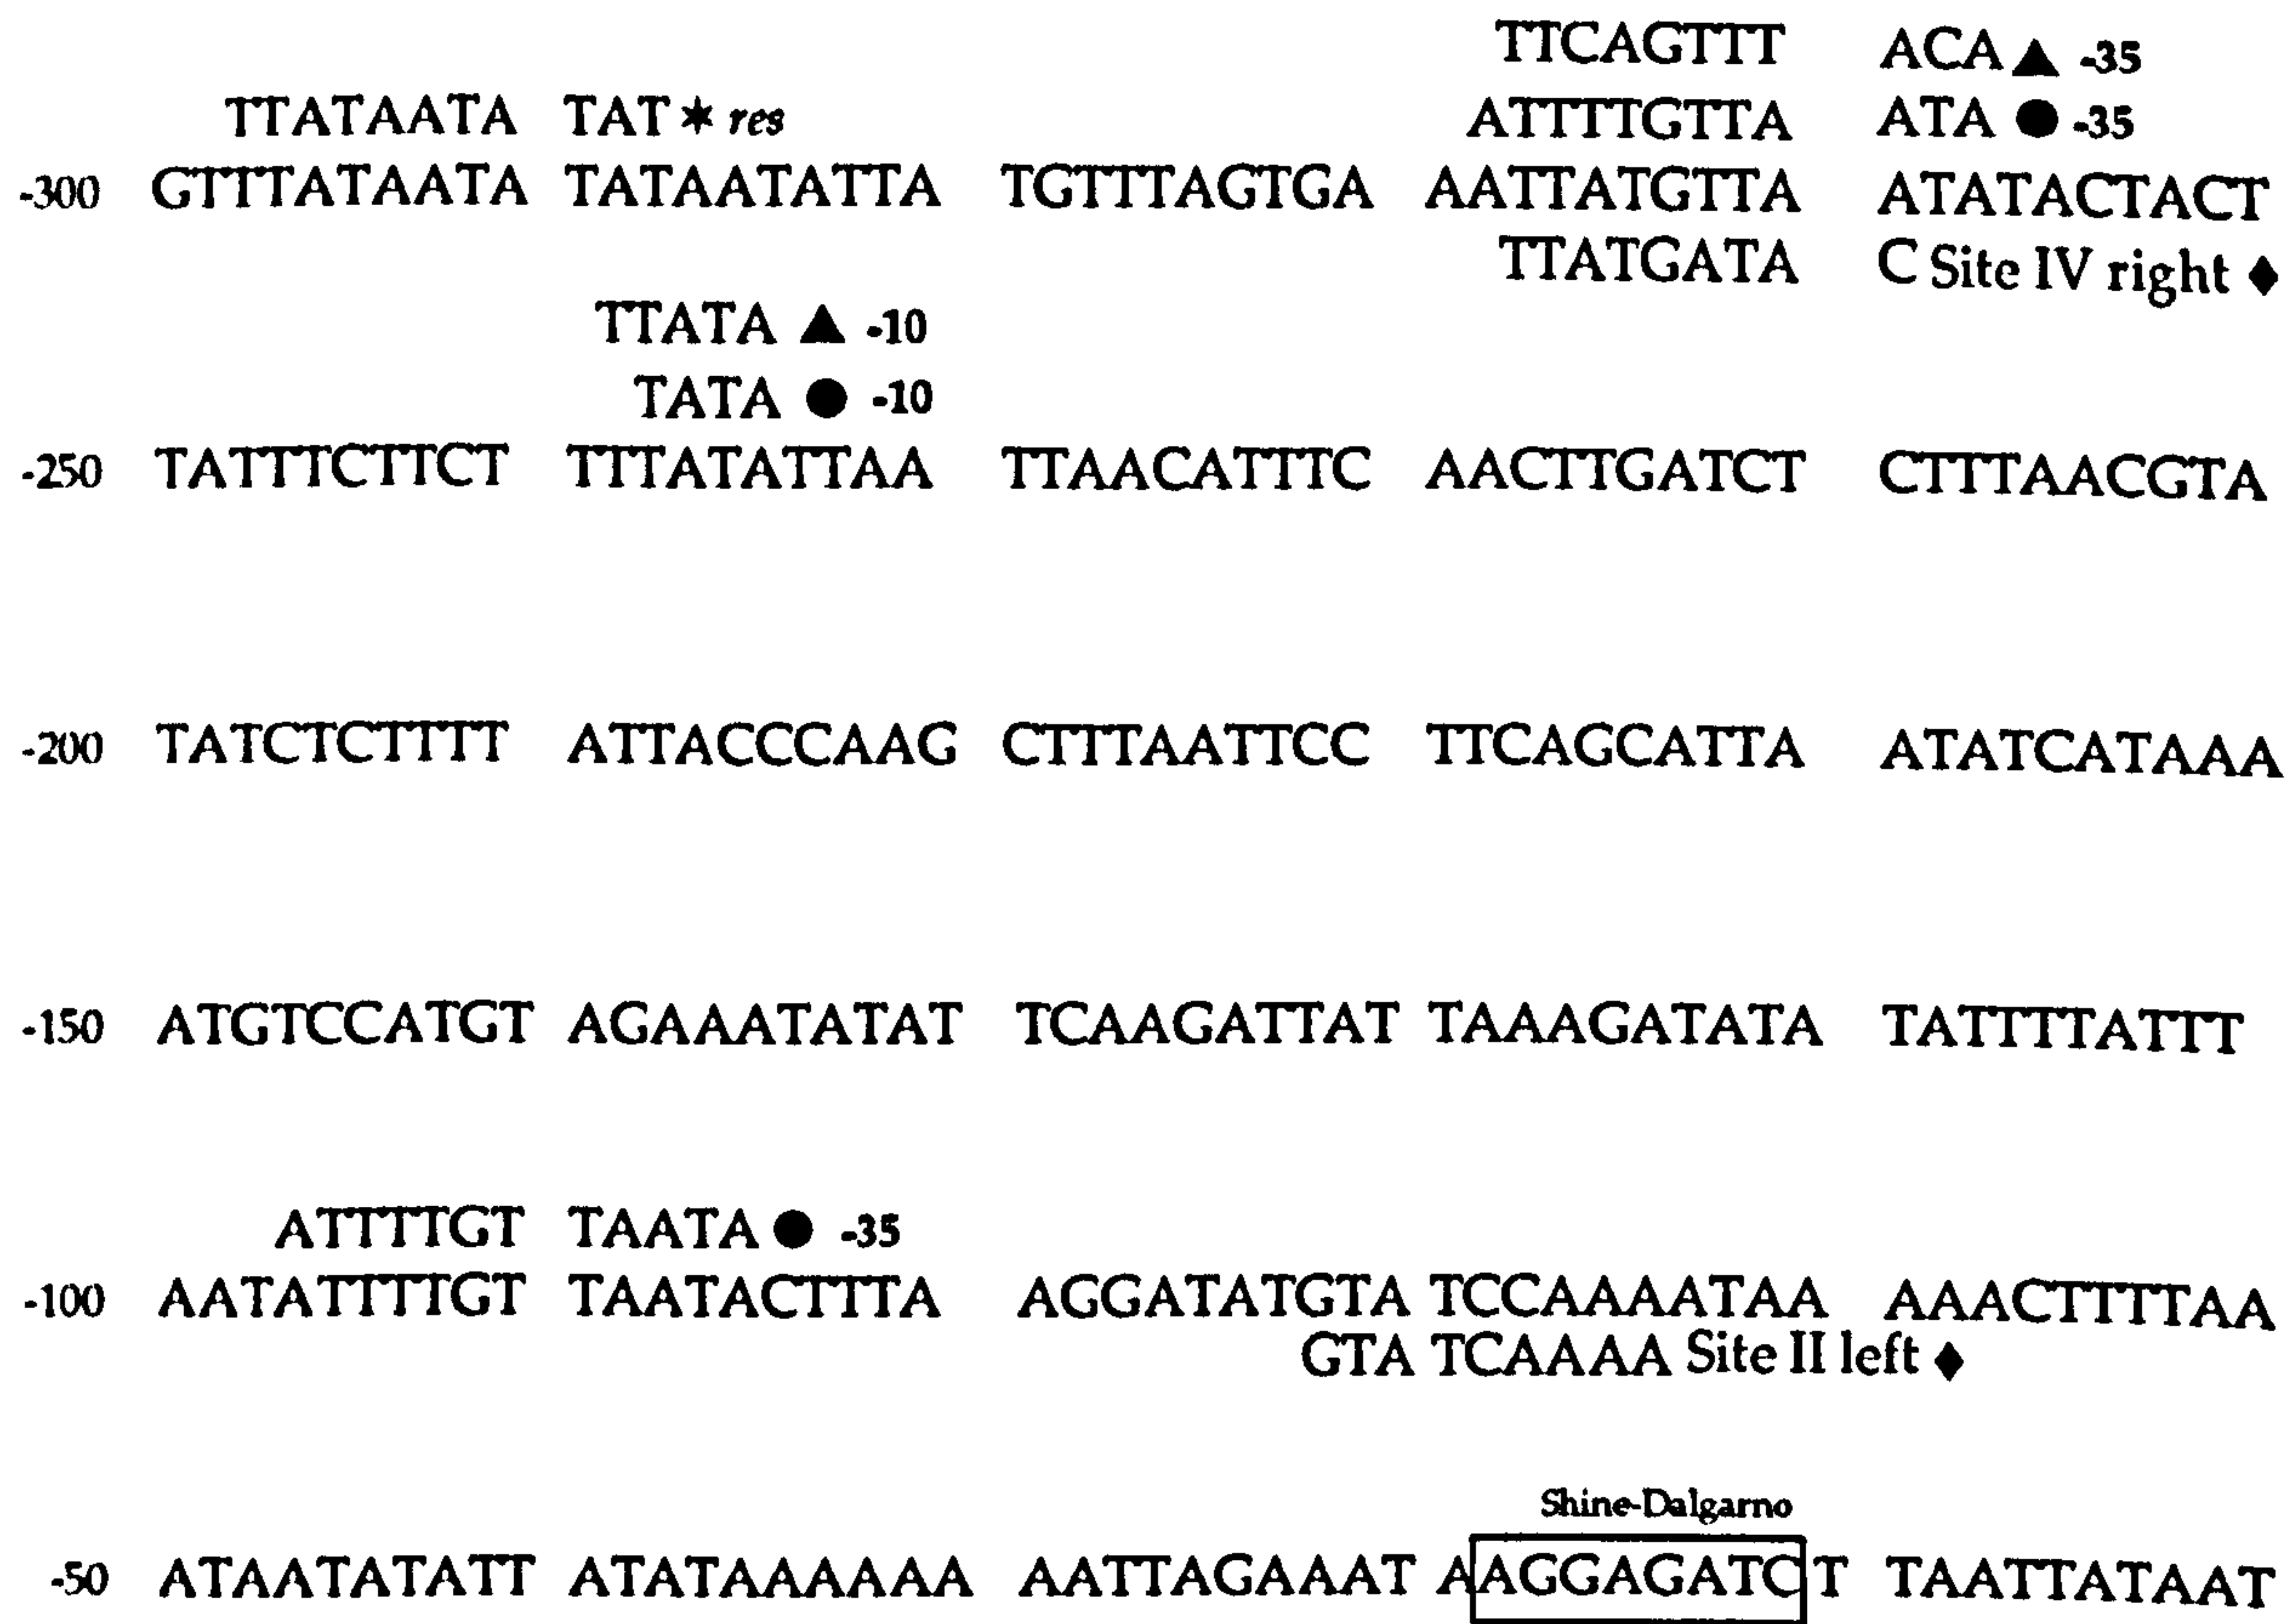 TTCAGTTT ACA▲ -35
TTATAATA TAT✶ res ATTTTGTTA ATA ● -35
-300 GTTTATAATA TATAATATTA TGTTTAGTGA AATTATGTTA ATATACTACT
TTATGATA C Site IV right ♦
TTATA ▲ -10
TATA ● -10
-250 TATTTCTTCT TTTATATTAA TTAACATTTC AACTTGATCT CTTTAACGTA
-200 TATCTCTTTT ATTACCCAAG CTTTAATTCC TTCAGCATTA ATATCATAAA
-150 ATGTCCATGT AGAAATATAT TCAAGATTAT TAAAGATATA TATTTTATTT
ATTTTGT TAATA ● -35
-100 AATATTTTGT TAATACTTTA AGGATATGTA TCCAAAATAA AAACTTTTAA
GTA TCAAAA Site II left ♦
Shine-Dalgarno
-50 ATAATATATT ATATAAAAAA AATTAGAAAT AAGGAGATCT TAATTATAAT